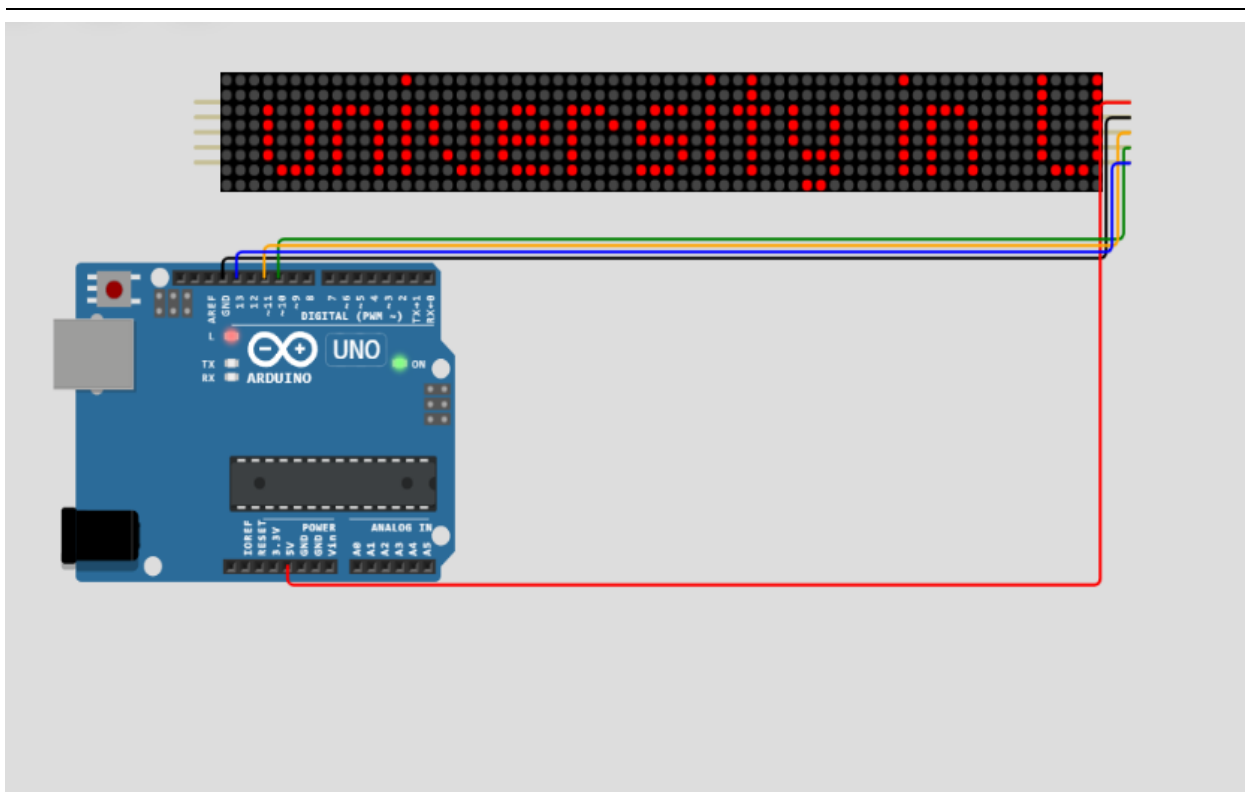 university in U
AREF
GND
13
12
~11
~10
~9
8
7
~6
~5
4
~3
2
TX→1
RX←0
DIGITAL (PWM ~)
L
TX
RX
UNO
ON
ARDUINO
POWER
ANALOG IN
IOREF
RESET
3.3V
5V
GND
GND
Vin
A0
A1
A2
A3
A4
A5